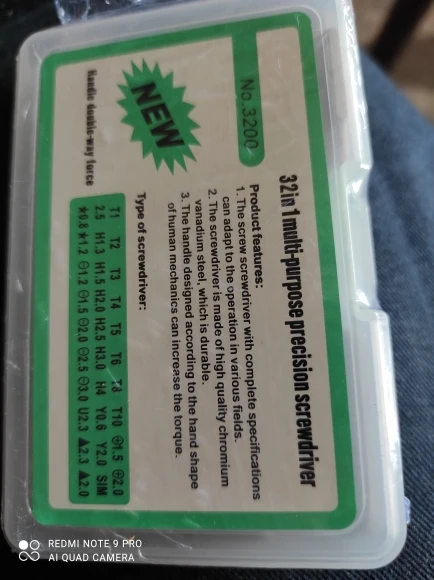 No.3200
32in1multi-purpose precision screwdriver
NEW
Product features:
1. The screw screwdriver with complete specifications
can adapt to the operation in various fields.
2. The screwdriver is made of high quality chromium
vanadium steel, which is durable.
3. The handle designed according to the hand shape
of human mechanics can increase the torque.
Type of screwdriver:
Handle double-way force
T1 T2 T3 T4 T5 T6 T8 T10 ⊕1.5 ⊕2.0
2.5 H1.3 H1.5 H2.0 H2.5 H3.0 H4 Y0.6 Y2.0 SIM
★0.8 ★1.2 ⊖1.2 ⊖1.5 ⊖2.0 ⊖2.5 ⊖3.0 U2.3 ▲2.3 ▲2.0
REDMI NOTE 9 PRO
AI QUAD CAMERA